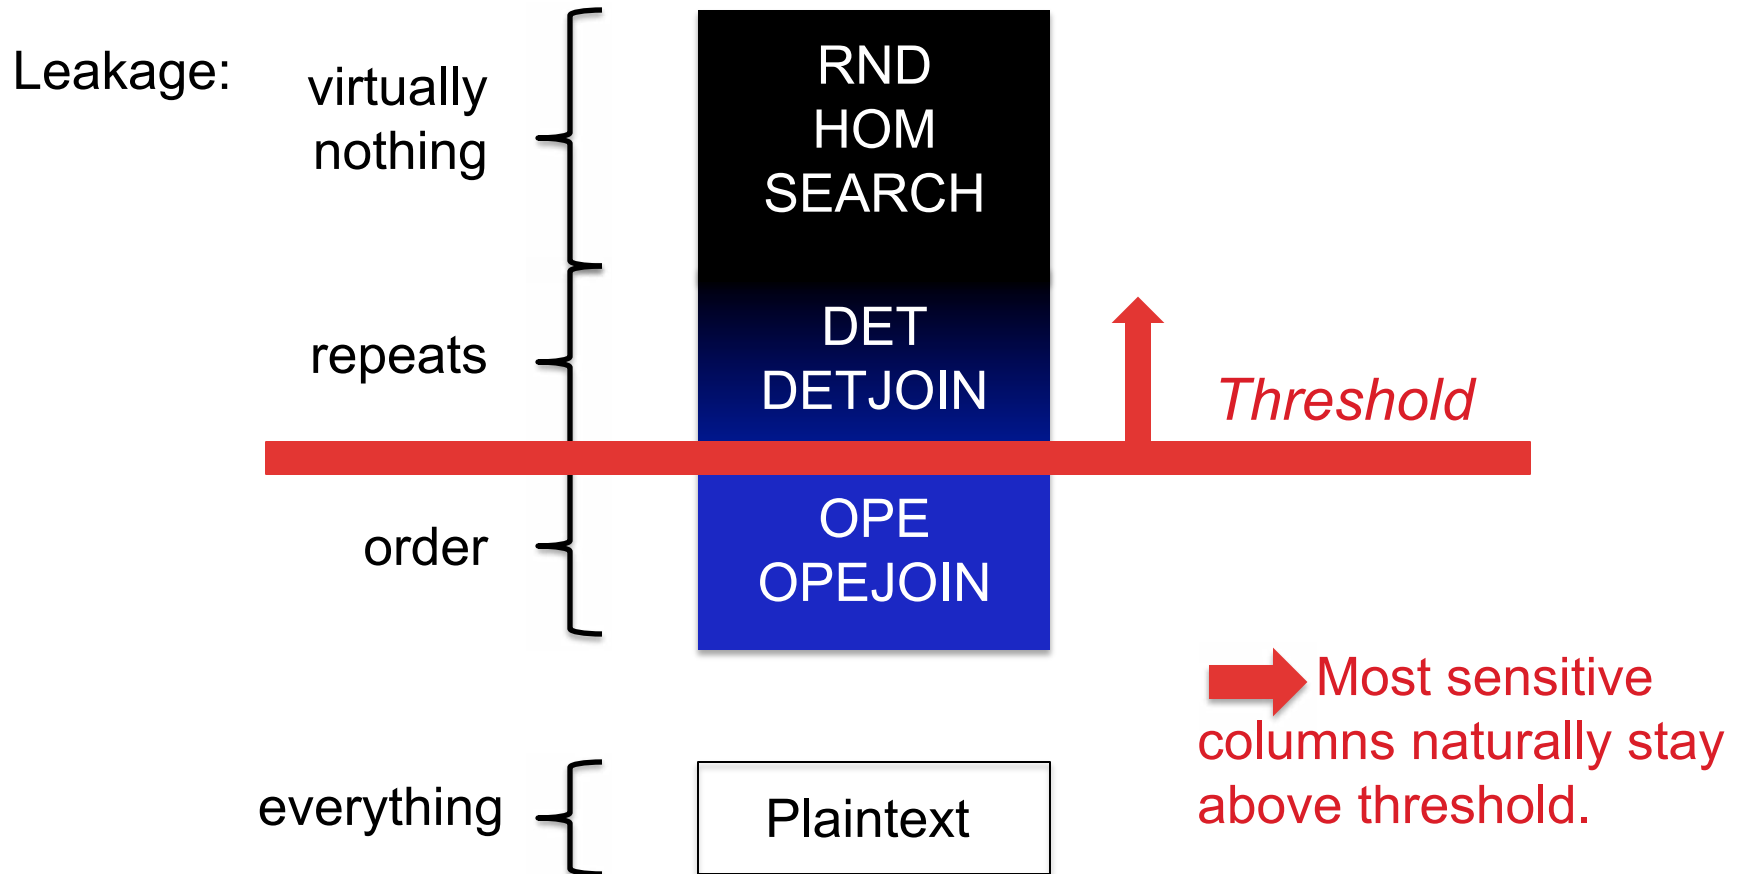 Leakage:
virtually
nothing
RND
HOM
SEARCH
repeats
DET
DETJOIN
Threshold
order
OPE
OPEJOIN
Most sensitive
columns naturally stay
above threshold.
everything
Plaintext